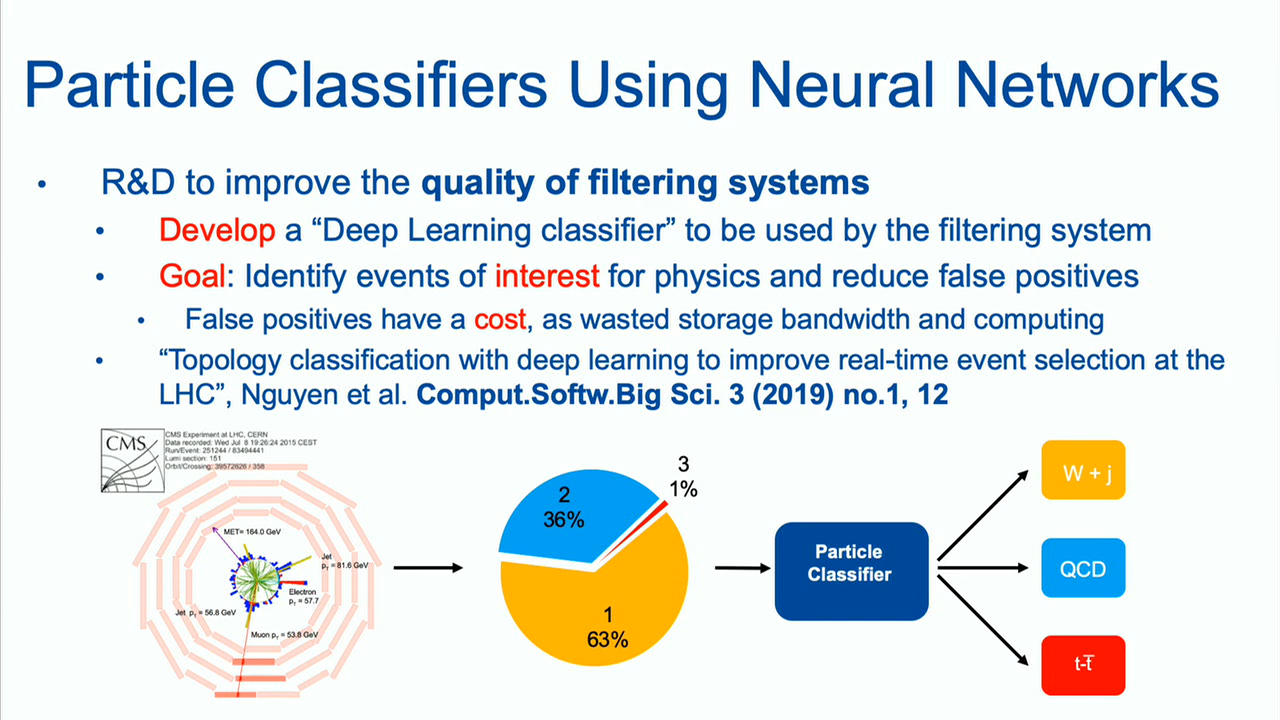 Particle Classifiers Using Neural Networks
• R&D to improve the quality of filtering systems
• Develop a “Deep Learning classifier” to be used by the filtering system
• Goal: Identify events of interest for physics and reduce false positives
• False positives have a cost, as wasted storage bandwidth and computing
• “Topology classification with deep learning to improve real-time event selection at the
LHC”, Nguyen et al. Comput.Softw.Big Sci. 3 (2019) no.1, 12
CMS
CMS Experiment at LHC, CERN
Data recorded: Wed Jul 8 19:26:24 2015 CEST
Run/Event: 251244 / 83494441
Lumi section: 151
Orbit/Crossing: 39572626 / 358
MET= 164.0 GeV
Jet
pT = 81.6 GeV
Electron
pT = 57.7
Jet pT = 56.8 GeV
Muon pT = 53.8 GeV
2
36%
3
1%
1
63%
Particle
Classifier
W + j
QCD
t-t̅